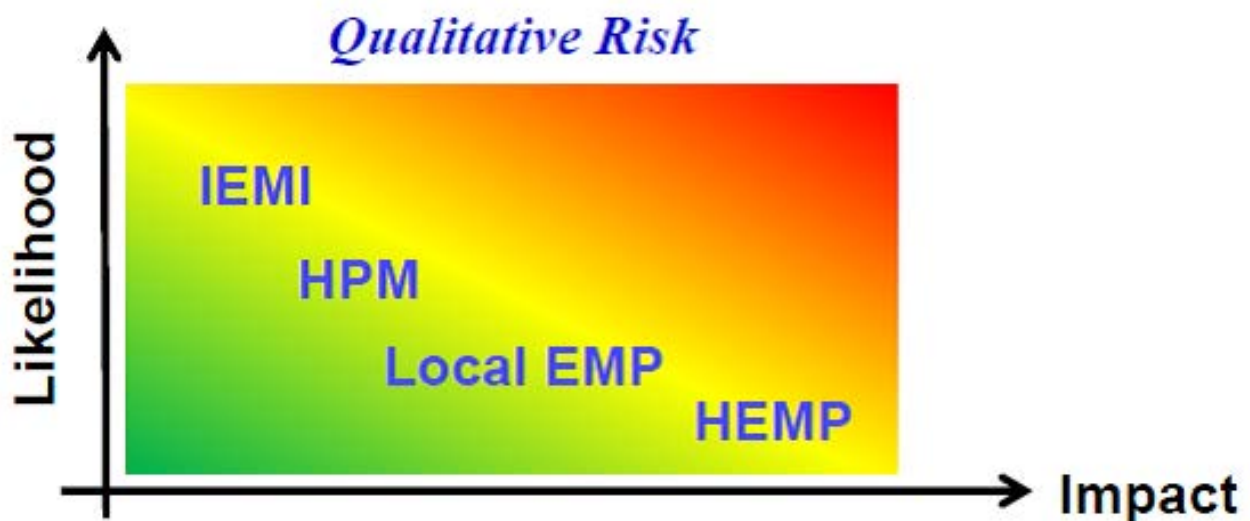 Qualitative Risk
Likelihood
IEMI
HPM
Local EMP
HEMP
Impact